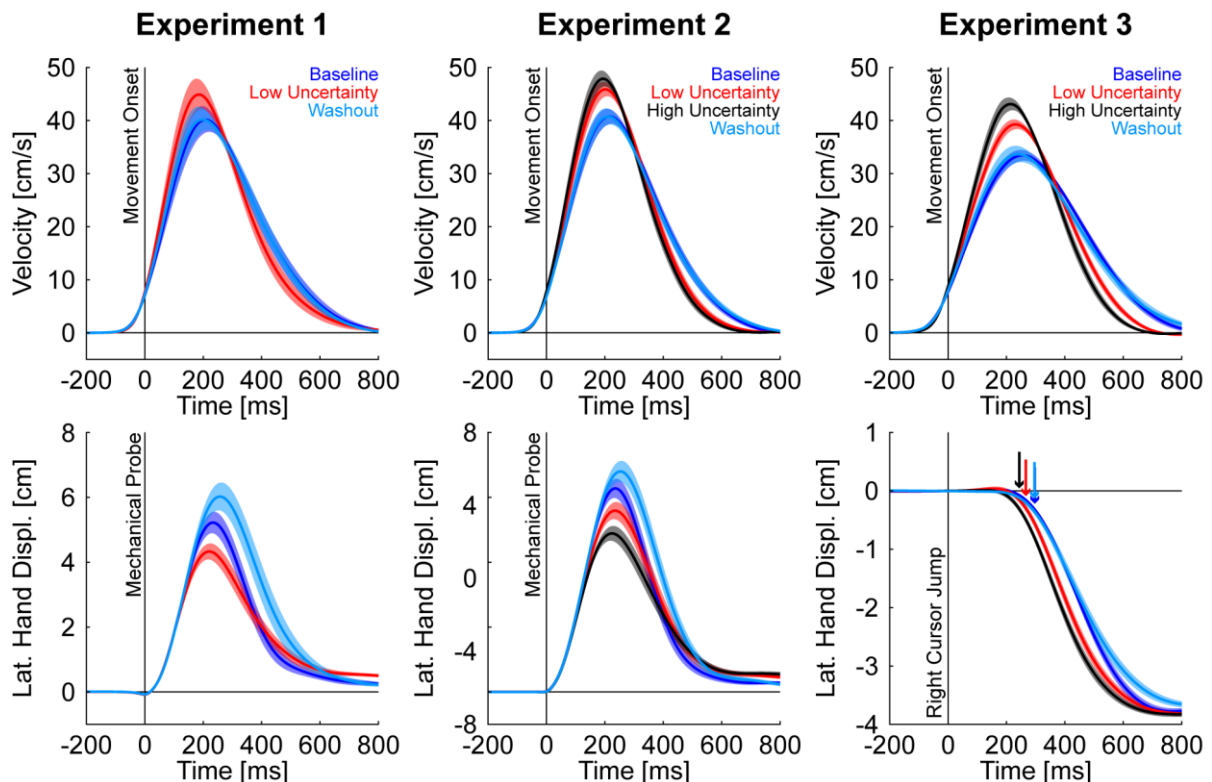 Experiment 1
Experiment 2
Experiment 3
50
40
30
20
10
0
Velocity [cm/s]
Movement Onset
Baseline
Low Uncertainty
Washout
-200 0 200 400 600 800
Time [ms]
50
40
30
20
10
0
Velocity [cm/s]
Movement Onset
Baseline
Low Uncertainty
High Uncertainty
Washout
-200 0 200 400 600 800
Time [ms]
50
40
30
20
10
0
Velocity [cm/s]
Movement Onset
Baseline
Low Uncertainty
High Uncertainty
Washout
-200 0 200 400 600 800
Time [ms]
8
6
4
2
0
Lat. Hand Displ. [cm]
Mechanical Probe
-200 0 200 400 600 800
Time [ms]
8
4
0
-4
-8
Lat. Hand Displ. [cm]
Mechanical Probe
-200 0 200 400 600 800
Time [ms]
1
0
-1
-2
-3
-4
Lat. Hand Displ. [cm]
Right Cursor Jump
-200 0 200 400 600 800
Time [ms]